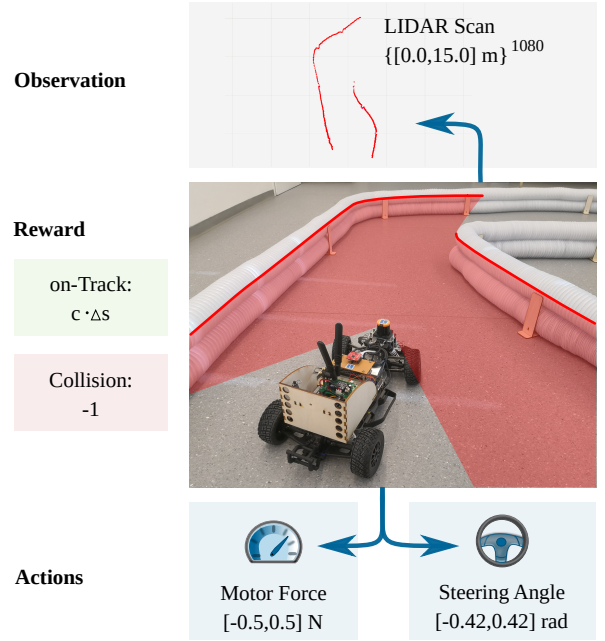 LIDAR Scan
{[0.0,15.0] m}^1080
Observation
Reward
on-Track:
c ·Δs
Collision:
-1
Actions
Motor Force
[-0.5,0.5] N
Steering Angle
[-0.42,0.42] rad